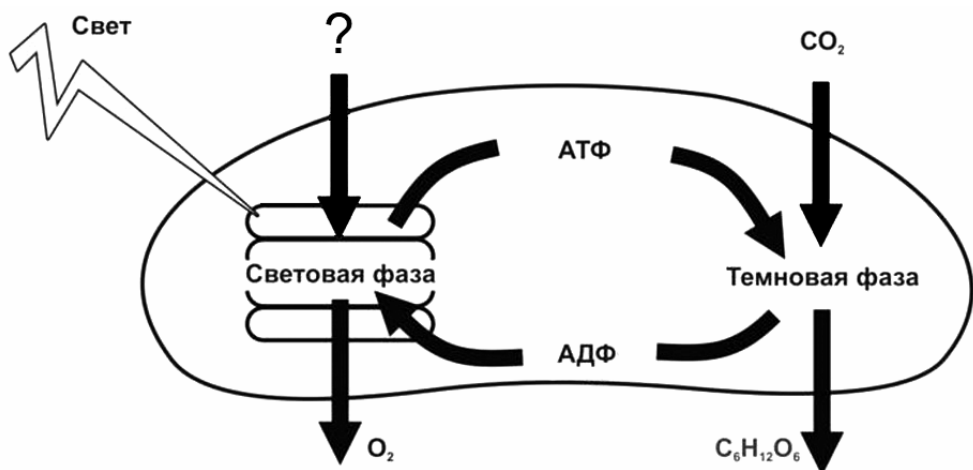 Свет
?
CO₂
АТФ
Световая фаза
Темновая фаза
АДФ
O₂
C₆H₁₂O₆